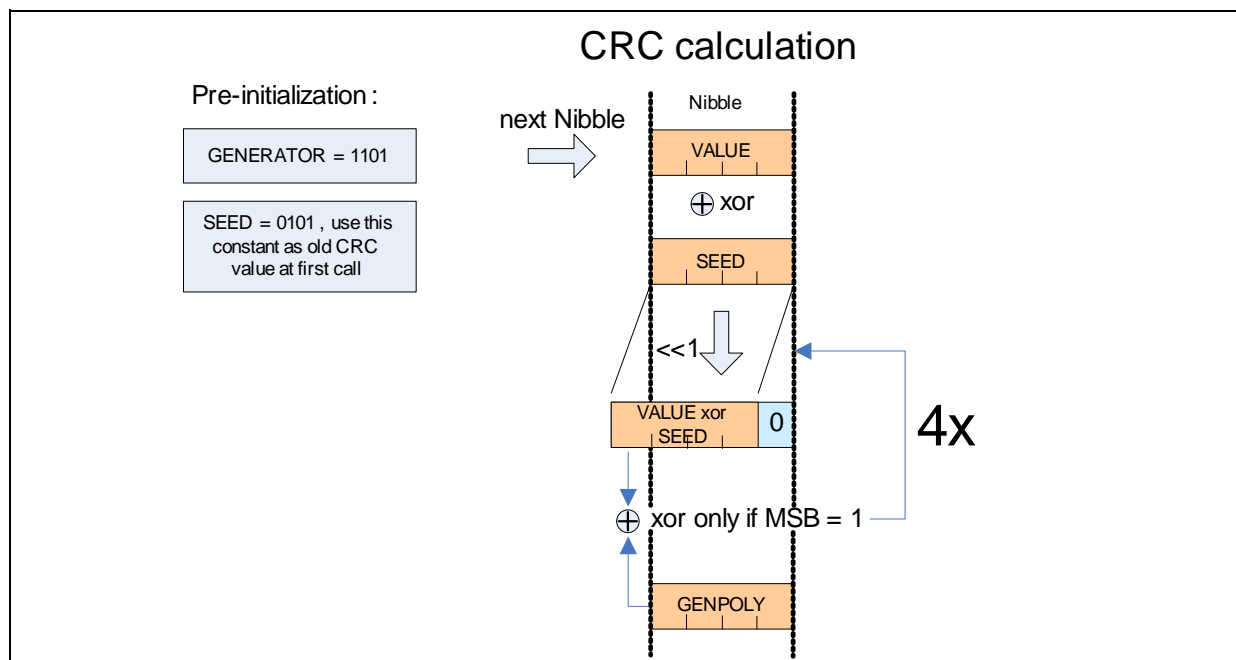 CRC calculation
Pre-initialization :
GENERATOR = 1101
SEED = 0101 , use this
constant as old CRC
value at first call
next Nibble
Nibble
VALUE
xor
SEED
<<1
VALUE xor
SEED
0
4x
xor only if MSB = 1
GENPOLY